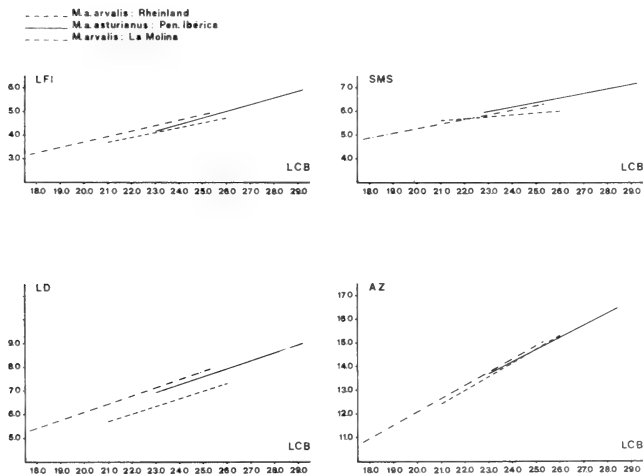 M.a.arvalis: Rheinland
M.a.asturianus: Pen. Ibérica
M.arvalis: La Molina
LFI
6.0
5.0
4.0
3.0
LCB
18.0 19.0 20.0 21.0 22.0 23.0 24.0 25.0 26.0 27.0 28.0 29.0
SMS
7.0
6.0
5.0
4.0
LCB
18.0 19.0 20.0 21.0 22.0 23.0 24.0 25.0 26.0 27.0 28.0 29.0
LD
9.0
8.0
7.0
6.0
5.0
LCB
18.0 19.0 20.0 21.0 22.0 23.0 24.0 25.0 26.0 27.0 28.0 29.0
AZ
17.0
16.0
15.0
14.0
13.0
12.0
11.0
LCB
18.0 19.0 20.0 21.0 22.0 23.0 24.0 25.0 26.0 27.0 28.0 29.0